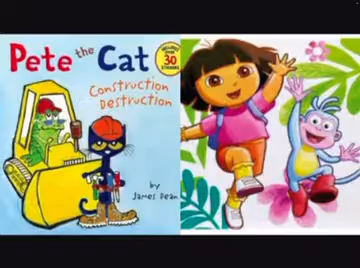 Pete the Cat
INCLUDES
OVER
30
STICKERS
Construction
Destruction
by
James Dean